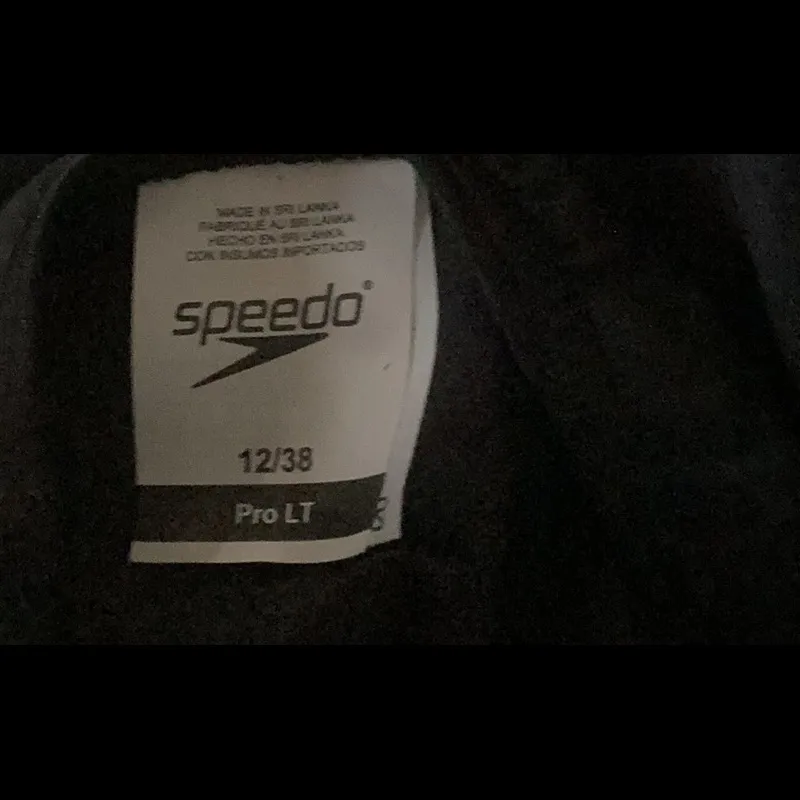 MADE IN SRI LANKA
FABRIQUE AU SRI LANKA
HECHO EN SRI LANKA
CON INSUMOS IMPORTADOS
speedo®
12/38
Pro LT